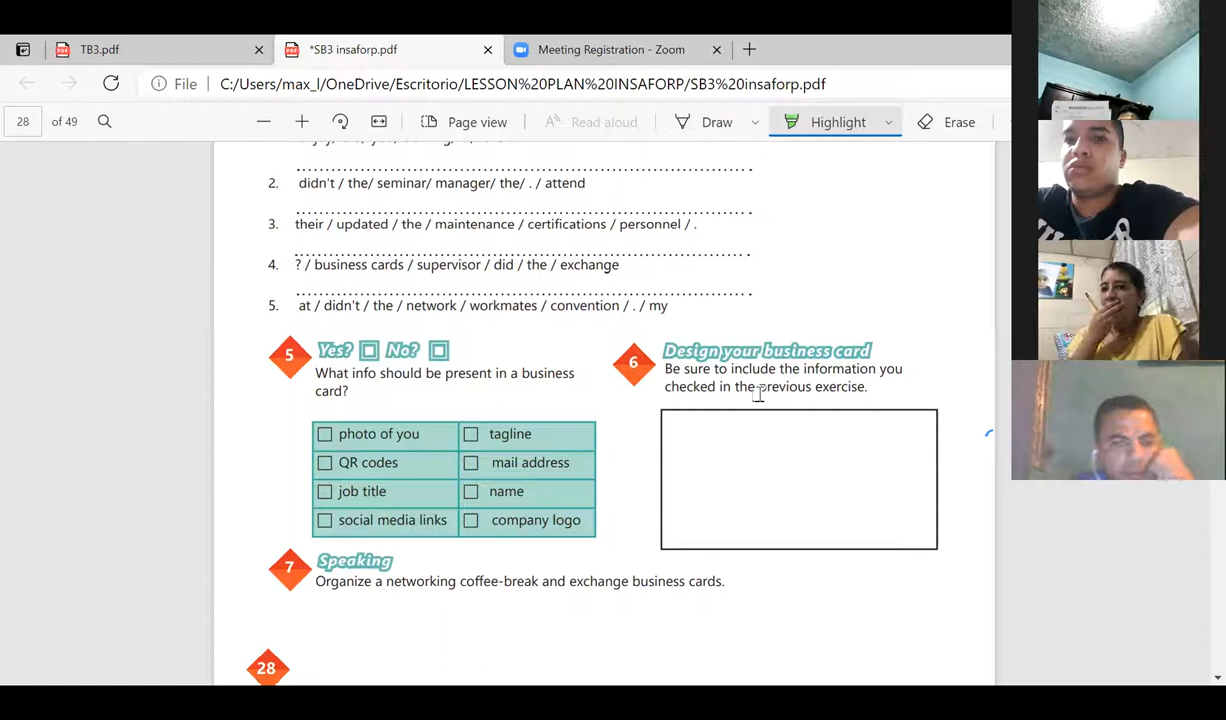 TB3.pdf
*SB3 insaforp.pdf
Meeting Registration - Zoom
File
C:/Users/max_l/OneDrive/Escritorio/LESSON%20PLAN%20INSAFORP/SB3%20insaforp.pdf
28 of 49
Page view
Read aloud
Draw
Highlight
Erase
2. didn't / the/ seminar/ manager/ the/ . / attend
3. their / updated / the / maintenance / certifications / personnel / .
4. ? / business cards / supervisor / did / the / exchange
5. at / didn't / the / network / workmates / convention / . / my
5 Yes? No?
What info should be present in a business
card?
photo of you tagline
QR codes mail address
job title name
social media links company logo
6 Design your business card
Be sure to include the information you
checked in the previous exercise.
7 Speaking
Organize a networking coffee-break and exchange business cards.
28